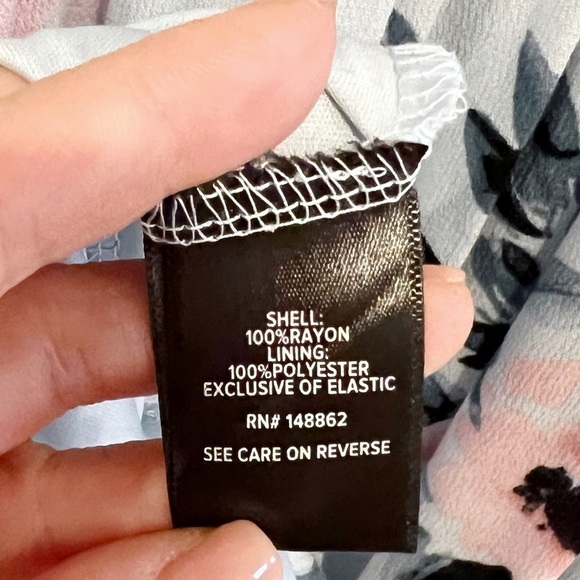 SHELL:
100%RAYON
LINING:
100%POLYESTER
EXCLUSIVE OF ELASTIC
RN# 148862
SEE CARE ON REVERSE